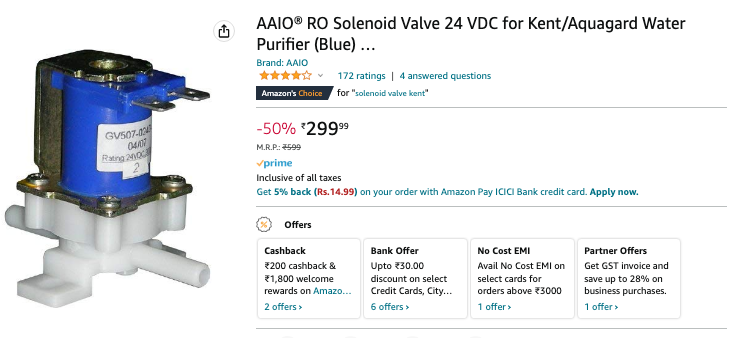 AAIO® RO Solenoid Valve 24 VDC for Kent/Aquagard Water
Purifier (Blue) ...
Brand: AAIO
172 ratings | 4 answered questions
Amazon's Choice for "solenoid valve kent"
-50% ₹299 99
M.R.P.: ₹599
prime
Inclusive of all taxes
Get 5% back (Rs.14.99) on your order with Amazon Pay ICICI Bank credit card. Apply now.
Offers
Cashback
₹200 cashback &
₹1,800 welcome
rewards on Amazo...
2 offers ›
Bank Offer
Upto ₹30.00
discount on select
Credit Cards, City...
6 offers ›
No Cost EMI
Avail No Cost EMI on
select cards for
orders above ₹3000
1 offer ›
Partner Offers
Get GST invoice and
save up to 28% on
business purchases.
1 offer ›
04/07
Rating 24VDC
2